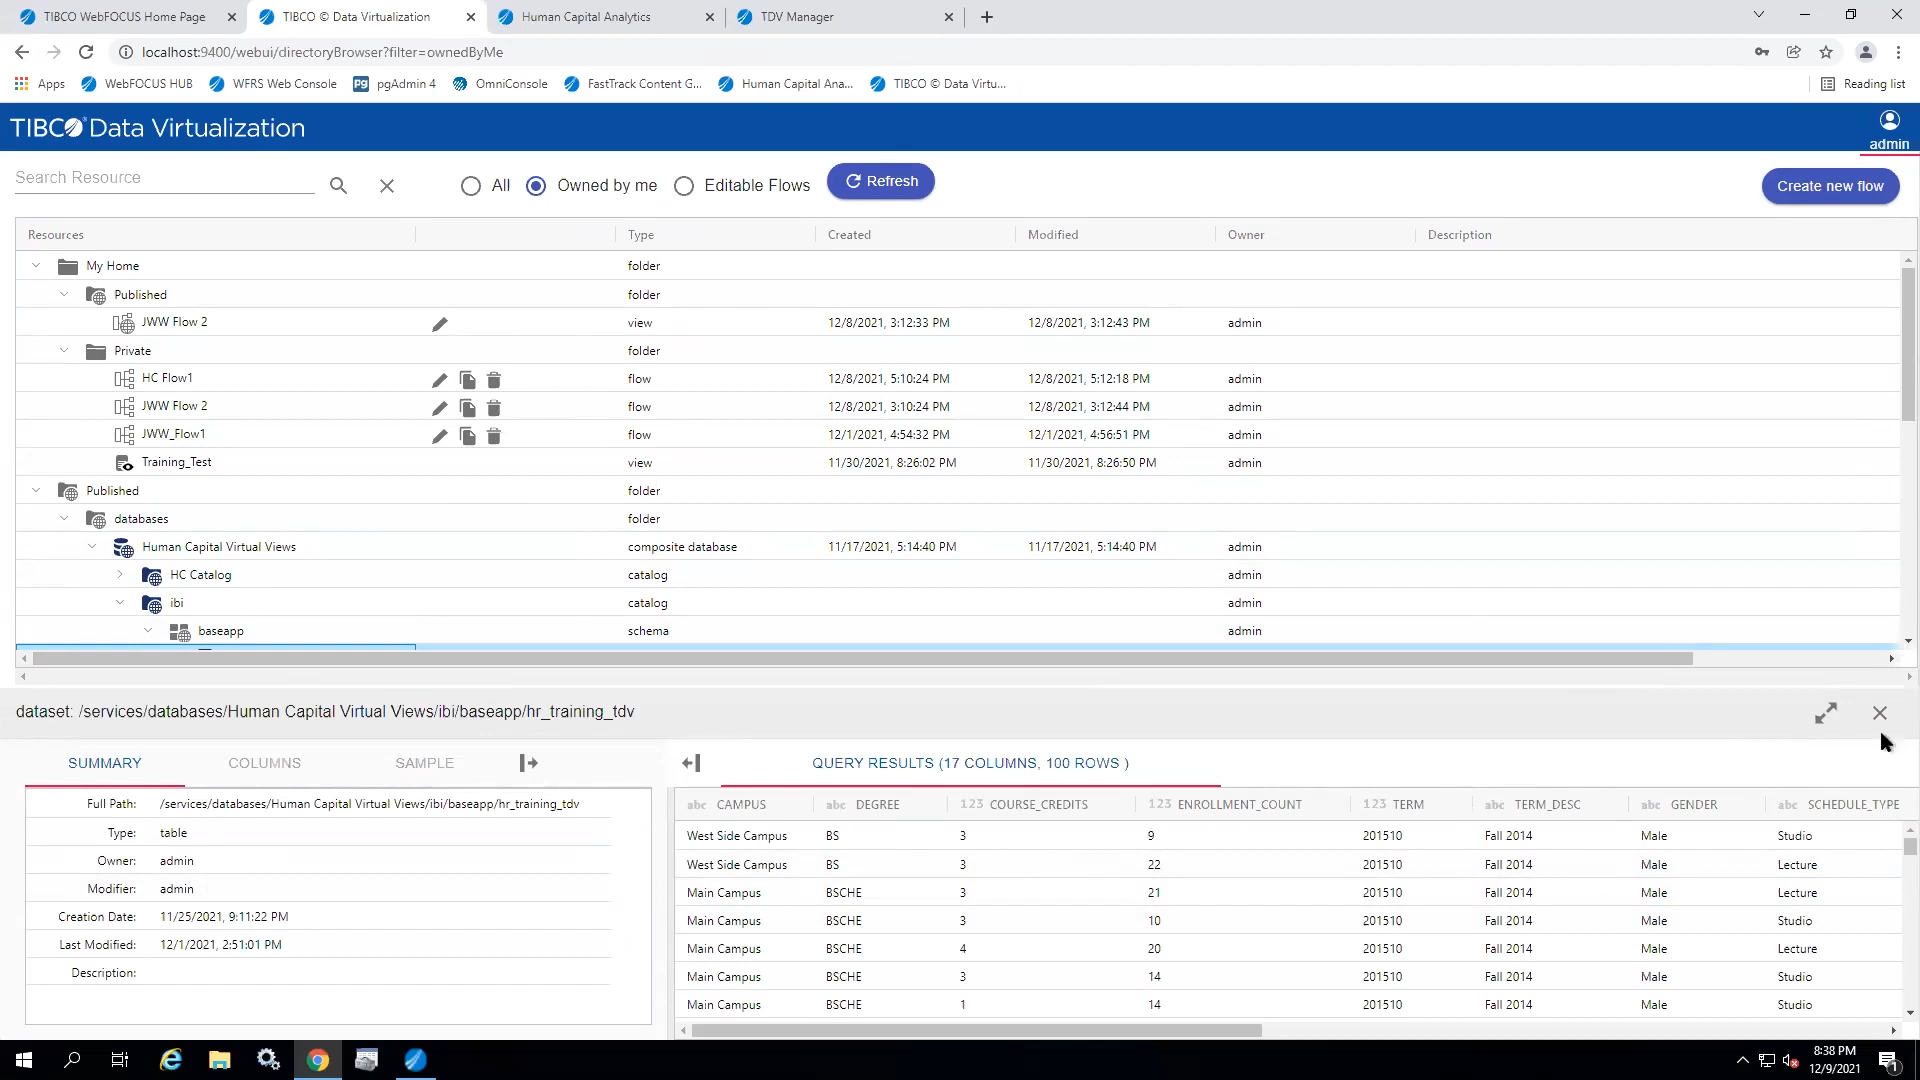 TIBCO WebFOCUS Home Page
TIBCO © Data Virtualization
Human Capital Analytics
TDV Manager
localhost:9400/webui/directoryBrowser?filter=ownedByMe
Apps WebFOCUS HUB WFRS Web Console pgAdmin 4 OmniConsole FastTrack Content G... Human Capital Ana... TIBCO © Data Virtu... Reading list
TIBCO® Data Virtualization
admin
Search Resource All Owned by me Editable Flows Refresh Create new flow
Resources Type Created Modified Owner Description
My Home folder
Published folder
JWW Flow 2 view 12/8/2021, 3:12:33 PM 12/8/2021, 3:12:43 PM admin
Private folder
HC Flow1 flow 12/8/2021, 5:10:24 PM 12/8/2021, 5:12:18 PM admin
JWW Flow 2 flow 12/8/2021, 3:10:24 PM 12/8/2021, 3:12:44 PM admin
JWW_Flow1 flow 12/1/2021, 4:54:32 PM 12/1/2021, 4:56:51 PM admin
Training_Test view 11/30/2021, 8:26:02 PM 11/30/2021, 8:26:50 PM admin
Published folder
databases folder
Human Capital Virtual Views composite database 11/17/2021, 5:14:40 PM 11/17/2021, 5:14:40 PM admin
HC Catalog catalog admin
ibi catalog admin
baseapp schema admin
dataset: /services/databases/Human Capital Virtual Views/ibi/baseapp/hr_training_tdv
SUMMARY COLUMNS SAMPLE
Full Path: /services/databases/Human Capital Virtual Views/ibi/baseapp/hr_training_tdv
Type: table
Owner: admin
Modifier: admin
Creation Date: 11/25/2021, 9:11:22 PM
Last Modified: 12/1/2021, 2:51:01 PM
Description:
QUERY RESULTS (17 COLUMNS, 100 ROWS )
abc CAMPUS abc DEGREE 123 COURSE_CREDITS 123 ENROLLMENT_COUNT 123 TERM abc TERM_DESC abc GENDER abc SCHEDULE_TYPE
West Side Campus BS 3 9 201510 Fall 2014 Male Studio
West Side Campus BS 3 22 201510 Fall 2014 Male Lecture
Main Campus BSCHE 3 21 201510 Fall 2014 Male Lecture
Main Campus BSCHE 3 10 201510 Fall 2014 Male Studio
Main Campus BSCHE 4 20 201510 Fall 2014 Male Lecture
Main Campus BSCHE 3 14 201510 Fall 2014 Male Studio
Main Campus BSCHE 1 14 201510 Fall 2014 Male Studio
8:38 PM
12/9/2021
1